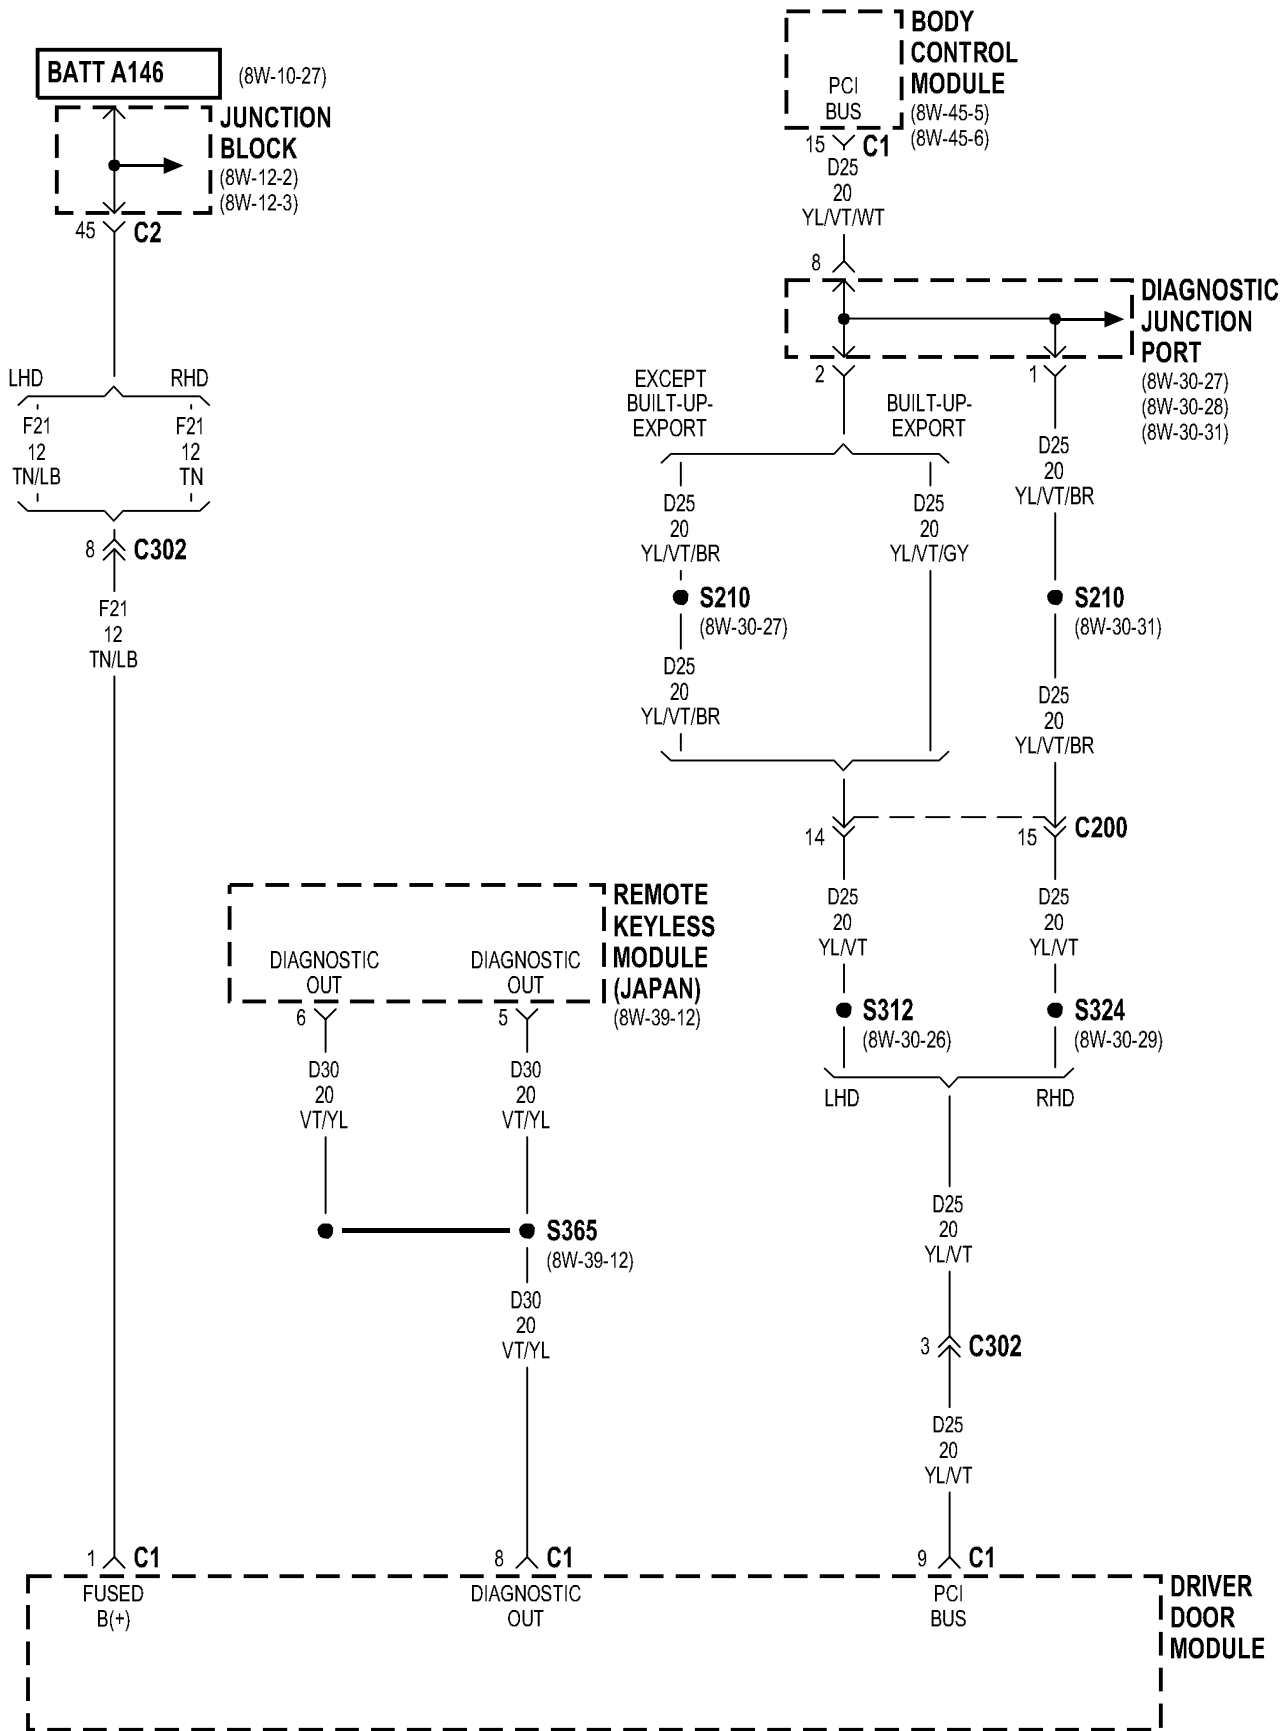 BATT A146
(8W-10-27)
JUNCTION
BLOCK
(8W-12-2)
(8W-12-3)
45
C2
LHD
RHD
F21
12
TN/LB
F21
12
TN
8
C302
F21
12
TN/LB
BODY
CONTROL
MODULE
(8W-45-5)
(8W-45-6)
PCI
BUS
15
C1
D25
20
YL/VT/WT
8
DIAGNOSTIC
JUNCTION
PORT
(8W-30-27)
(8W-30-28)
(8W-30-31)
2
1
EXCEPT
BUILT-UP-
EXPORT
BUILT-UP-
EXPORT
D25
20
YL/VT/BR
D25
20
YL/VT/GY
D25
20
YL/VT/BR
S210
(8W-30-27)
S210
(8W-30-31)
D25
20
YL/VT/BR
D25
20
YL/VT/BR
14
15
C200
D25
20
YL/VT
D25
20
YL/VT
S312
(8W-30-26)
S324
(8W-30-29)
LHD
RHD
REMOTE
KEYLESS
MODULE
(JAPAN)
(8W-39-12)
DIAGNOSTIC
OUT
DIAGNOSTIC
OUT
6
5
D30
20
VT/YL
D30
20
VT/YL
S365
(8W-39-12)
D30
20
VT/YL
D25
20
YL/VT
3
C302
D25
20
YL/VT
1
C1
8
C1
9
C1
FUSED
B(+)
DIAGNOSTIC
OUT
PCI
BUS
DRIVER
DOOR
MODULE